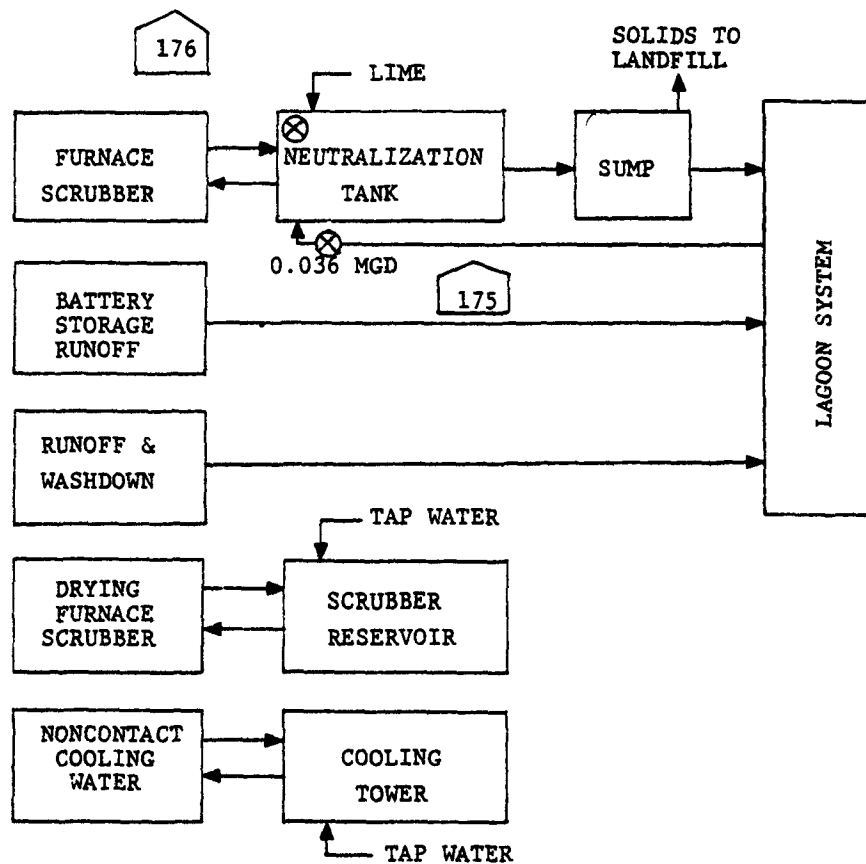 176
SOLIDS TO
LANDFILL
LIME
FURNACE
SCRUBBER
NEUTRALIZATION
TANK
SUMP
0.036 MGD
175
BATTERY
STORAGE
RUNOFF
LAGOON SYSTEM
RUNOFF &
WASHDOWN
TAP WATER
DRYING
FURNACE
SCRUBBER
SCRUBBER
RESERVOIR
NONCONTACT
COOLING
WATER
COOLING
TOWER
TAP WATER